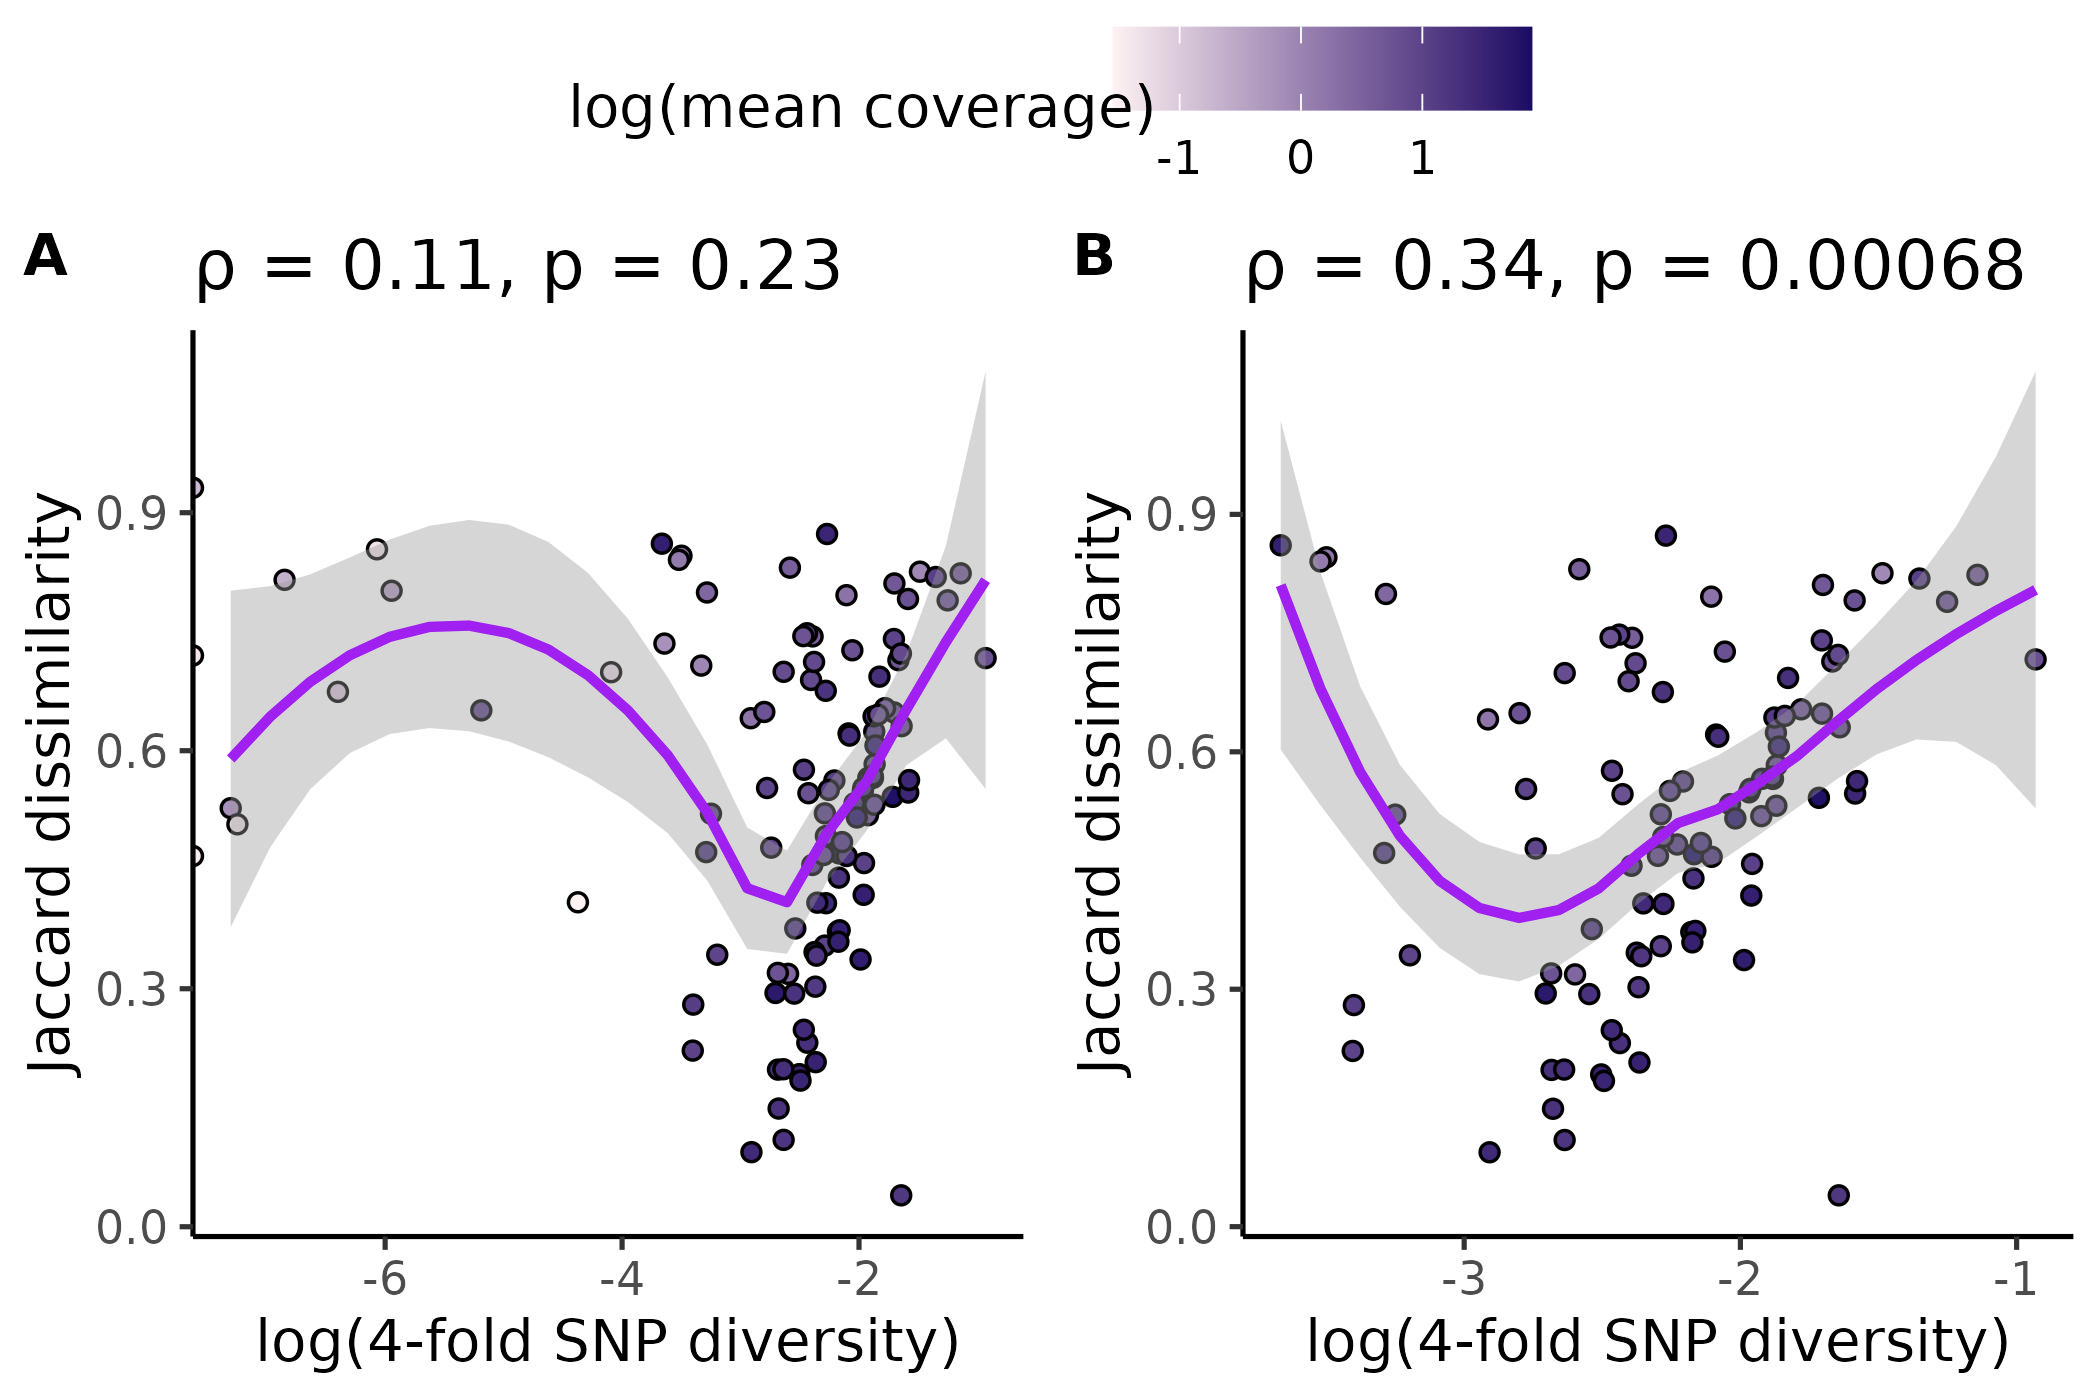 log(mean coverage)
-1 0 1
A
ρ = 0.11, p = 0.23
Jaccard dissimilarity
0.9
0.6
0.3
0.0
-6 -4 -2
log(4-fold SNP diversity)
B
ρ = 0.34, p = 0.00068
Jaccard dissimilarity
0.9
0.6
0.3
0.0
-3 -2 -1
log(4-fold SNP diversity)